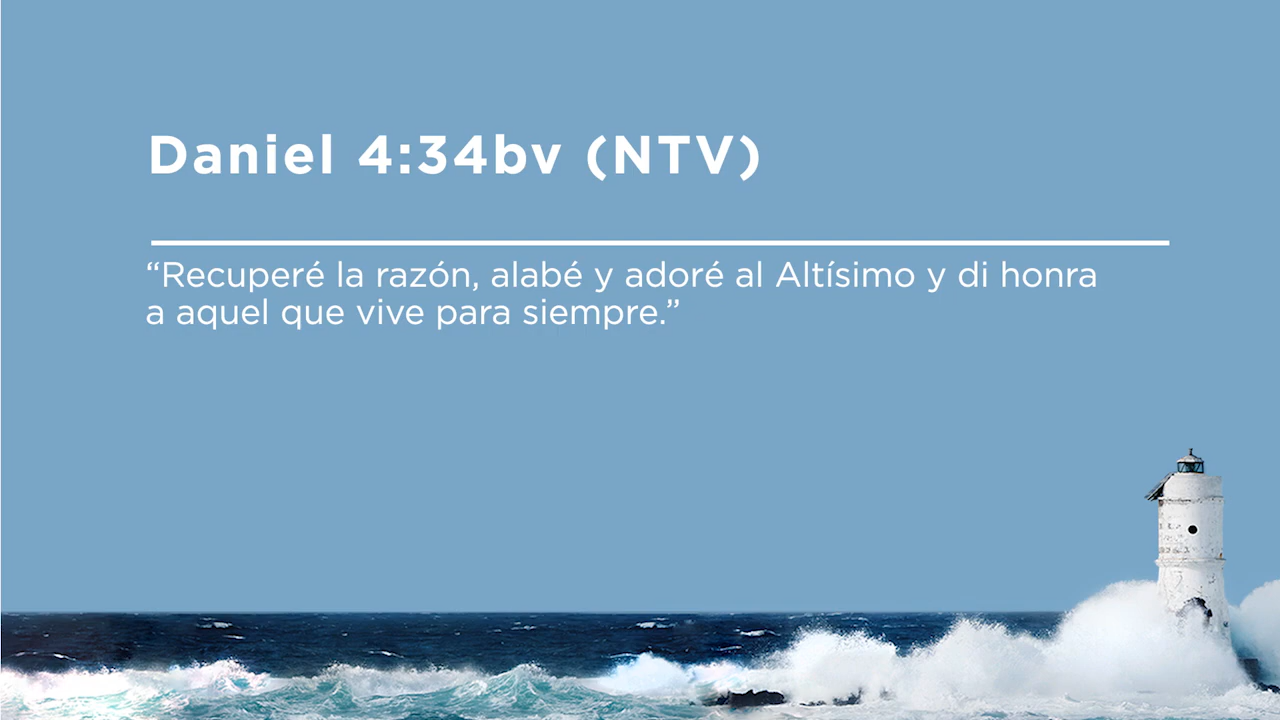 Daniel 4:34bv (NTV)
“Recuperé la razón, alabé y adoré al Altísimo y di honra
a aquel que vive para siempre.”